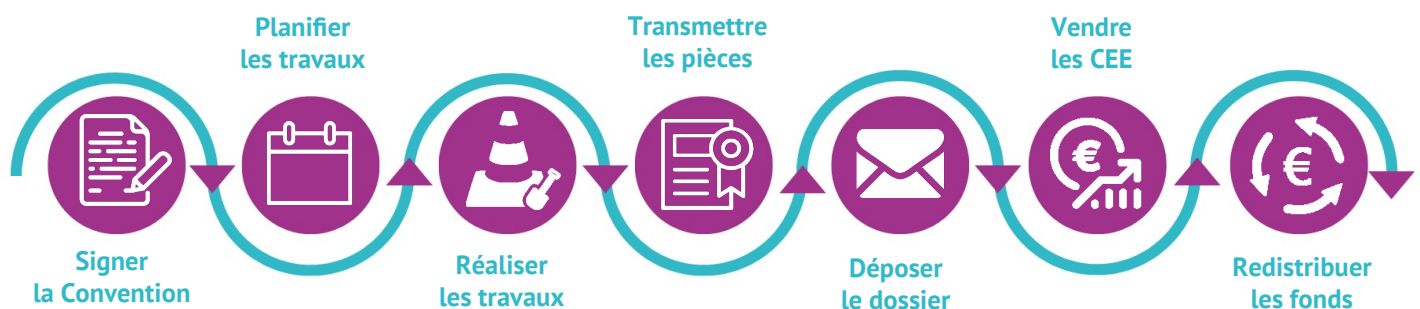 Signer
la Convention
Planifier
les travaux
Réaliser
les travaux
Transmettre
les pièces
Déposer
le dossier
Vendre
les CEE
€
Redistribuer
les fonds
€